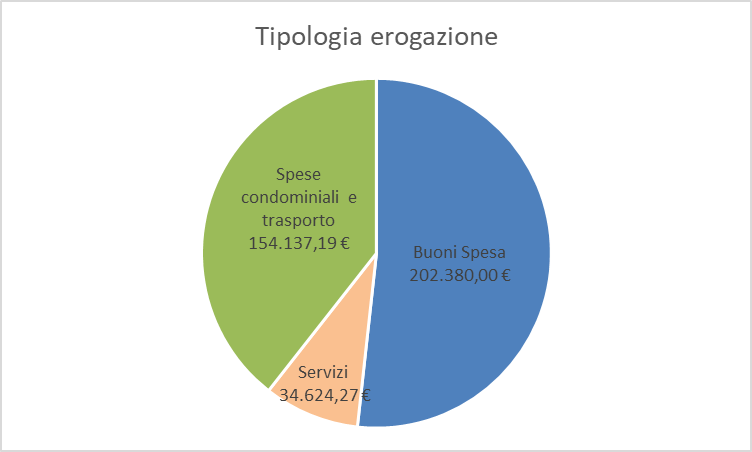 Tipologia erogazione
Spese
condominiali e
trasporto
154.137,19 €
Buoni Spesa
202.380,00 €
Servizi
34.624,27 €